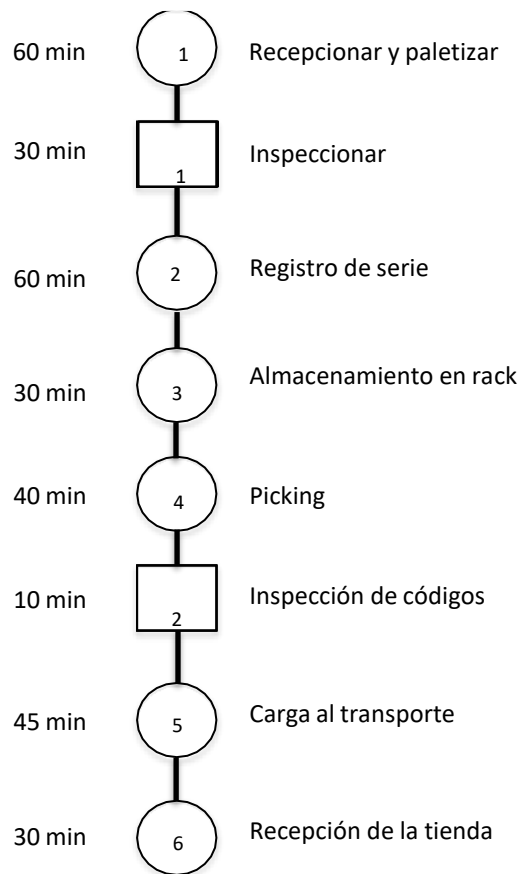 60 min 1 Recepcionar y paletizar
30 min 1 Inspeccionar
60 min 2 Registro de serie
30 min 3 Almacenamiento en rack
40 min 4 Picking
10 min 2 Inspección de códigos
45 min 5 Carga al transporte
30 min 6 Recepción de la tienda